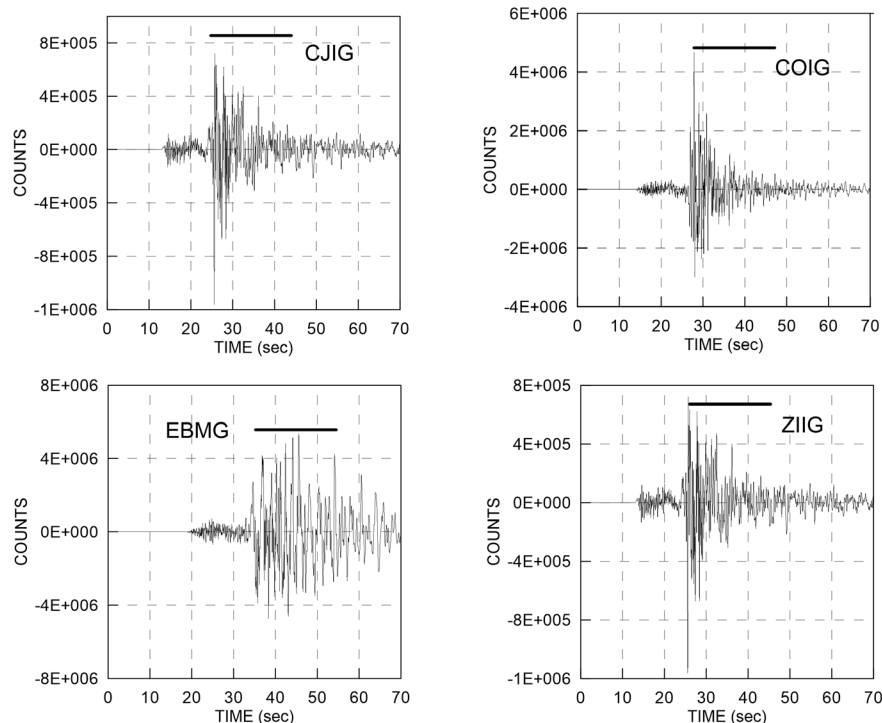 8E+005
4E+005
0E+000
-4E+005
-8E+005
-1E+006
COUNTS
CJIG
0 10 20 30 40 50 60 70
TIME (sec)
6E+006
4E+006
2E+006
0E+000
-2E+006
-4E+006
COUNTS
COIG
0 10 20 30 40 50 60 70
TIME (sec)
8E+006
4E+006
0E+000
-4E+006
-8E+006
COUNTS
EBMG
0 10 20 30 40 50 60 70
TIME (sec)
8E+005
4E+005
0E+000
-4E+005
-8E+005
-1E+006
COUNTS
ZIIG
0 10 20 30 40 50 60 70
TIME (sec)